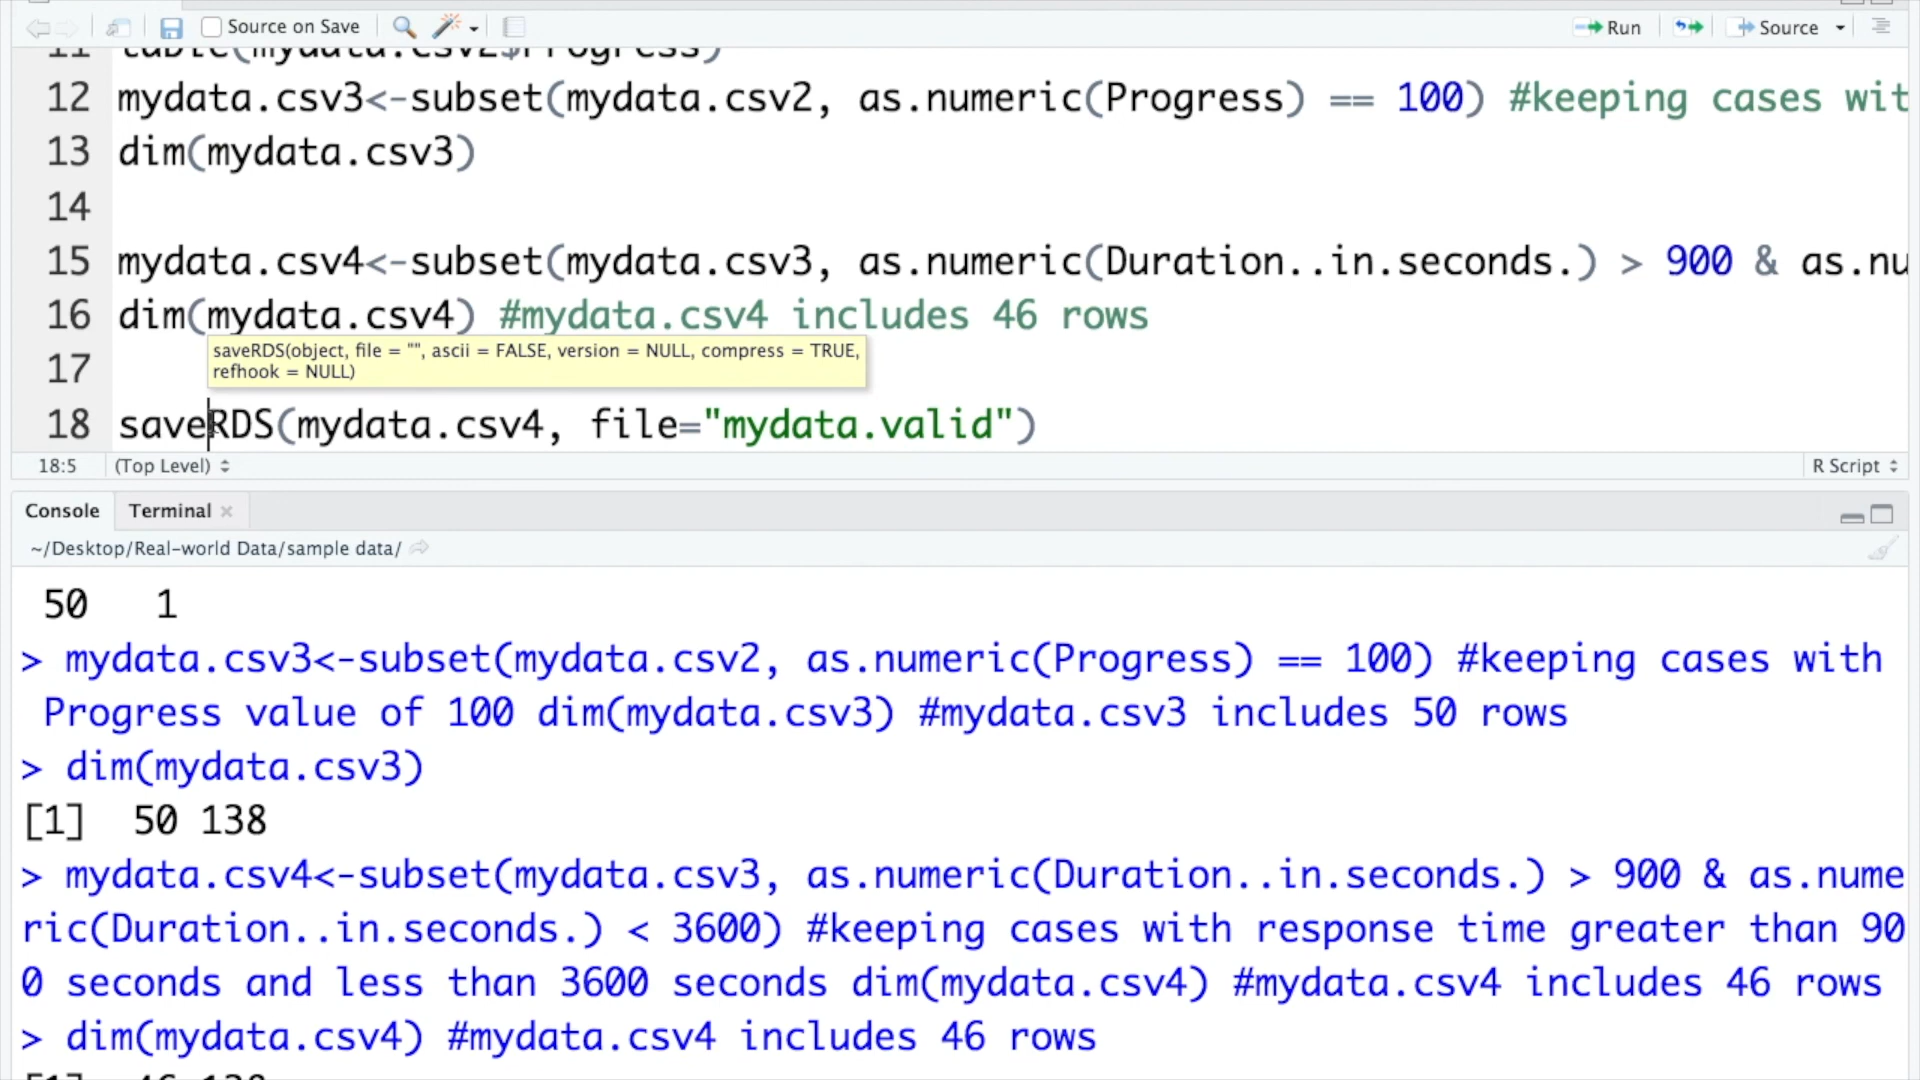 Source on Save
Run
Source
11 table(mydata.csv2$Progress)
12 mydata.csv3<-subset(mydata.csv2, as.numeric(Progress) == 100) #keeping cases wit
13 dim(mydata.csv3)
14
15 mydata.csv4<-subset(mydata.csv3, as.numeric(Duration..in.seconds.) > 900 & as.nu
16 dim(mydata.csv4) #mydata.csv4 includes 46 rows
saveRDS(object, file = "", ascii = FALSE, version = NULL, compress = TRUE,
refhook = NULL)
17
18 saveRDS(mydata.csv4, file="mydata.valid")
18:5 (Top Level) R Script
Console Terminal
~/Desktop/Real-world Data/sample data/
50 1
> mydata.csv3<-subset(mydata.csv2, as.numeric(Progress) == 100) #keeping cases with
Progress value of 100 dim(mydata.csv3) #mydata.csv3 includes 50 rows
> dim(mydata.csv3)
[1] 50 138
> mydata.csv4<-subset(mydata.csv3, as.numeric(Duration..in.seconds.) > 900 & as.nume
ric(Duration..in.seconds.) < 3600) #keeping cases with response time greater than 90
0 seconds and less than 3600 seconds dim(mydata.csv4) #mydata.csv4 includes 46 rows
> dim(mydata.csv4) #mydata.csv4 includes 46 rows
[1] 46 138